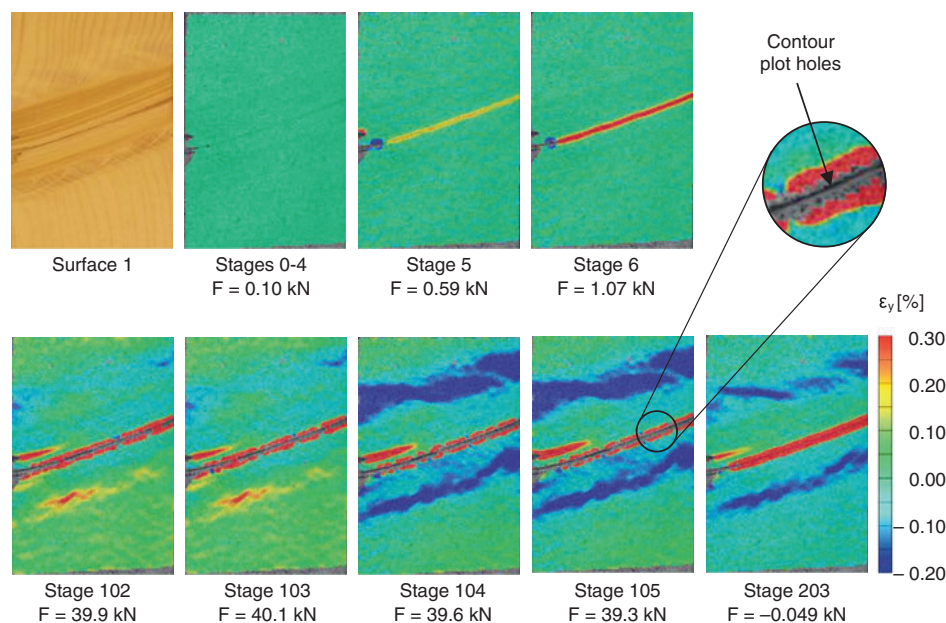 Contour
plot holes
Surface 1
Stages 0-4
F = 0.10 kN
Stage 5
F = 0.59 kN
Stage 6
F = 1.07 kN
εy [%]
0.30
0.20
0.10
0.00
– 0.10
– 0.20
Stage 102
F = 39.9 kN
Stage 103
F = 40.1 kN
Stage 104
F = 39.6 kN
Stage 105
F = 39.3 kN
Stage 203
F = –0.049 kN